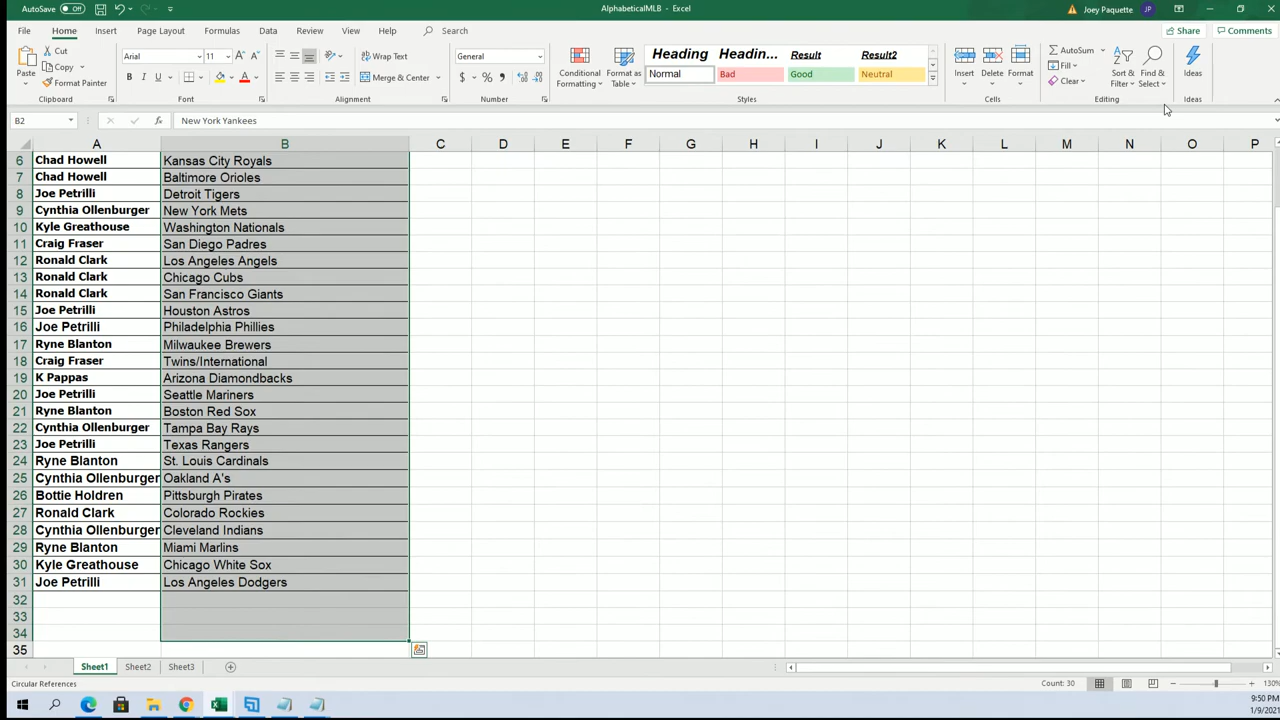 AutoSave Off AlphabeticalMLB - Excel Joey Paquette JP
File Home Insert Page Layout Formulas Data Review View Help Search Share Comments
Paste Cut Copy Format Painter Clipboard
Arial 11 B I U A Font
Wrap Text Merge & Center Alignment
General $ % Number
Conditional Formatting Format as Table
Heading Headin... Result Result2
Normal Bad Good Neutral
Styles
Insert Delete Format Cells
AutoSum Fill Clear Sort & Filter Find & Select Editing
Ideas Ideas
B2 fx New York Yankees
A B C D E F G H I J K L M N O P
6 Chad Howell Kansas City Royals
7 Chad Howell Baltimore Orioles
8 Joe Petrilli Detroit Tigers
9 Cynthia Ollenburger New York Mets
10 Kyle Greathouse Washington Nationals
11 Craig Fraser San Diego Padres
12 Ronald Clark Los Angeles Angels
13 Ronald Clark Chicago Cubs
14 Ronald Clark San Francisco Giants
15 Joe Petrilli Houston Astros
16 Joe Petrilli Philadelphia Phillies
17 Ryne Blanton Milwaukee Brewers
18 Craig Fraser Twins/International
19 K Pappas Arizona Diamondbacks
20 Joe Petrilli Seattle Mariners
21 Ryne Blanton Boston Red Sox
22 Cynthia Ollenburger Tampa Bay Rays
23 Joe Petrilli Texas Rangers
24 Ryne Blanton St. Louis Cardinals
25 Cynthia Ollenburger Oakland A's
26 Bottie Holdren Pittsburgh Pirates
27 Ronald Clark Colorado Rockies
28 Cynthia Ollenburger Cleveland Indians
29 Ryne Blanton Miami Marlins
30 Kyle Greathouse Chicago White Sox
31 Joe Petrilli Los Angeles Dodgers
32
33
34
35
Sheet1 Sheet2 Sheet3
Circular References Count: 30 130%
9:50 PM
1/9/2021